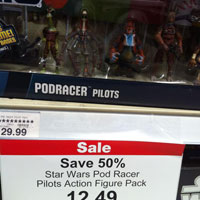 PODRACER PILOTS
29.99
Sale
Save 50%
Star Wars Pod Racer
Pilots Action Figure Pack
12.49